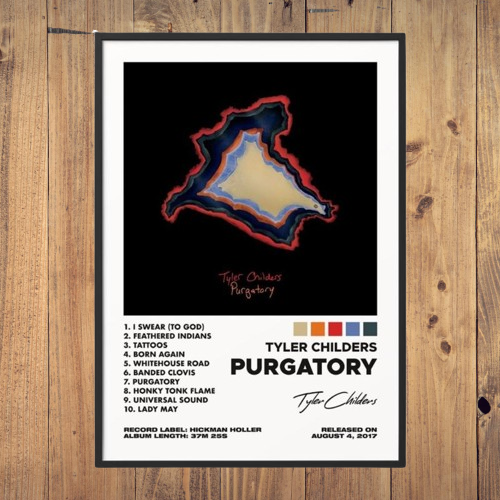 Tyler Childers
Purgatory
1. I SWEAR (TO GOD)
2. FEATHERED INDIANS
3. TATTOOS
4. BORN AGAIN
5. WHITEHOUSE ROAD
6. BANDED CLOVIS
7. PURGATORY
8. HONKY TONK FLAME
9. UNIVERSAL SOUND
10. LADY MAY
TYLER CHILDERS
PURGATORY
Tyler Childers
RECORD LABEL: HICKMAN HOLLER
ALBUM LENGTH: 37M 25S
RELEASED ON
AUGUST 4, 2017